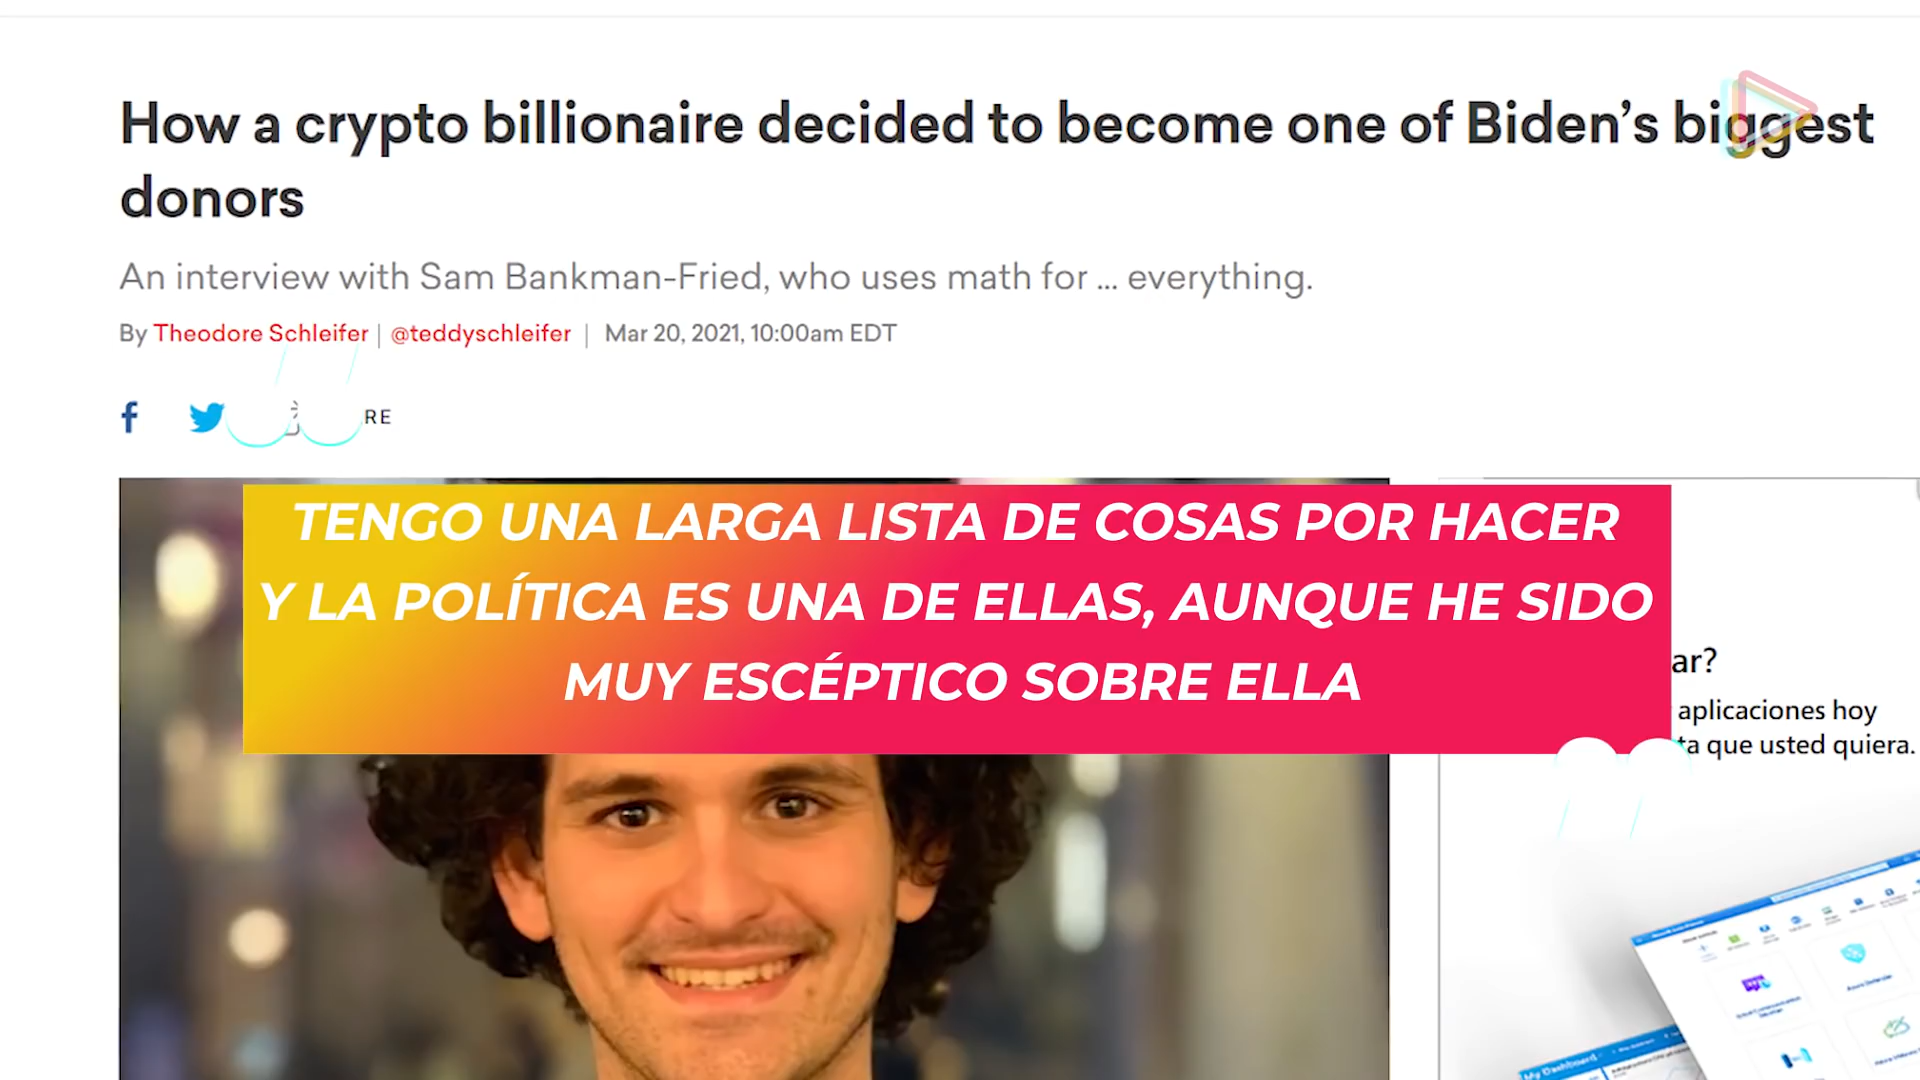 How a crypto billionaire decided to become one of Biden's biggest
donors
An interview with Sam Bankman-Fried, who uses math for ... everything.
By Theodore Schleifer | @teddyschleifer | Mar 20, 2021, 10:00am EDT
RE
TENGO UNA LARGA LISTA DE COSAS POR HACER
Y LA POLÍTICA ES UNA DE ELLAS, AUNQUE HE SIDO
MUY ESCÉPTICO SOBRE ELLA
ar?
aplicaciones hoy
ta que usted quiera.
My Dashboard